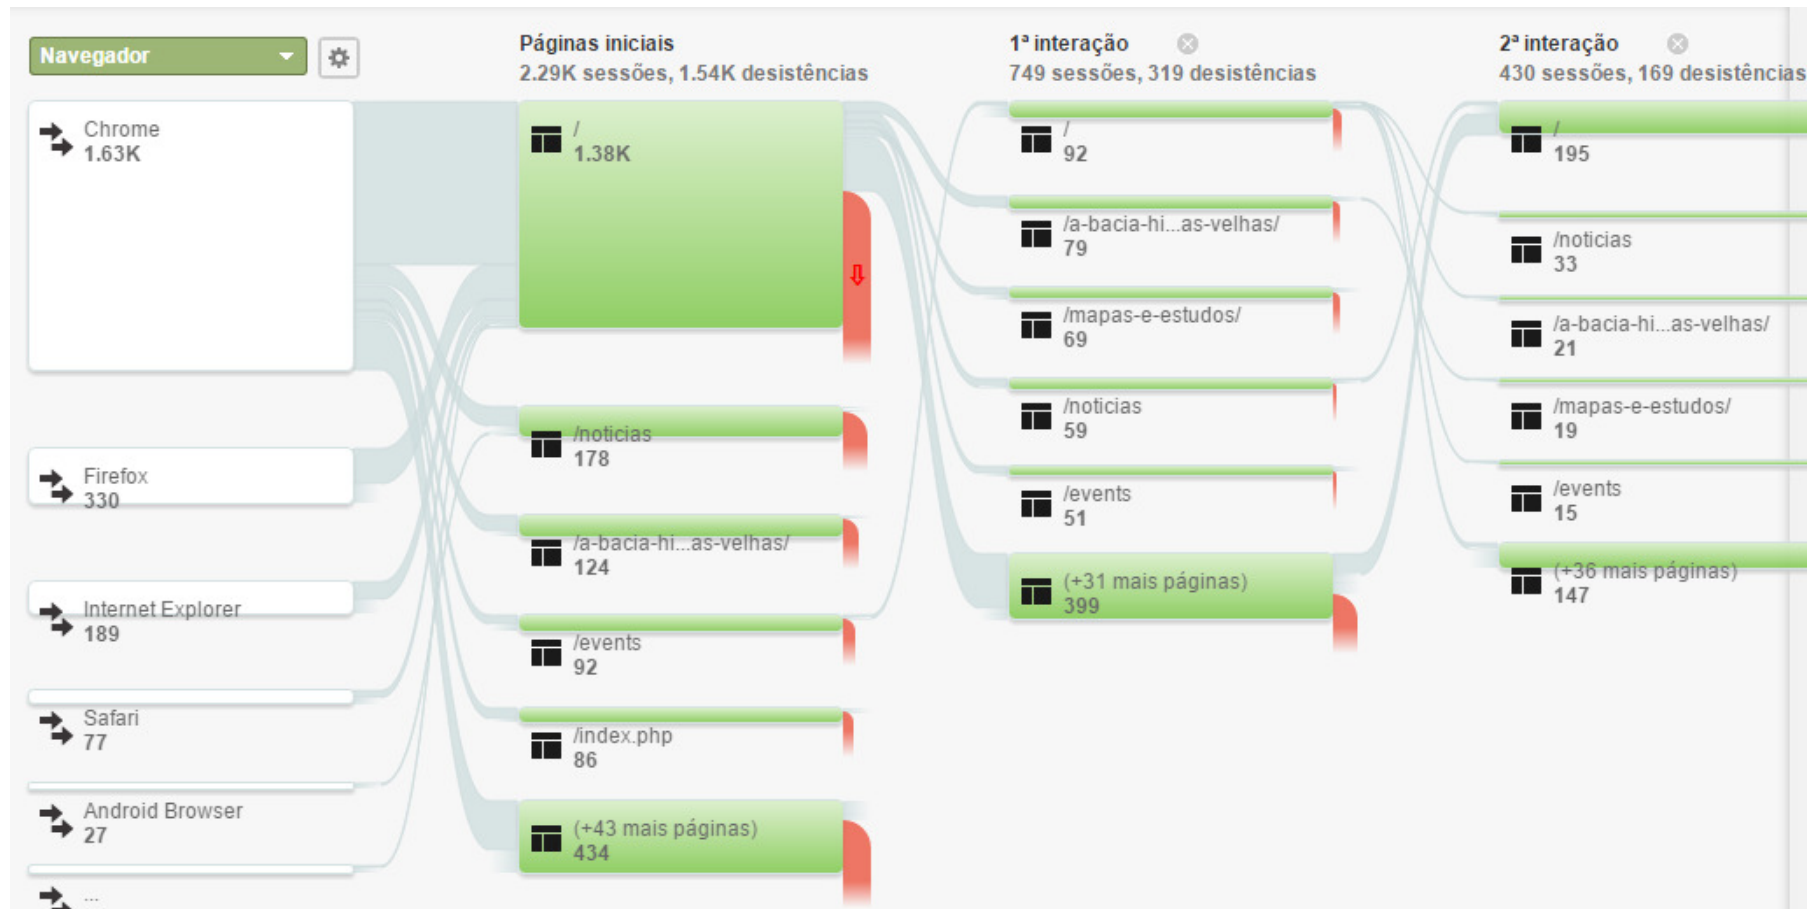 Navegador
Chrome
1.63K
Firefox
330
Internet Explorer
189
Safari
77
Android Browser
27
...
Páginas iniciais
2.29K sessões, 1.54K desistências
/
1.38K
/noticias
178
/a-bacia-hi...as-velhas/
124
/events
92
/index.php
86
(+43 mais páginas)
434
1ª interação
749 sessões, 319 desistências
/
92
/a-bacia-hi...as-velhas/
79
/mapas-e-estudos/
69
/noticias
59
/events
51
(+31 mais páginas)
399
2ª interação
430 sessões, 169 desistências
/
195
/noticias
33
/a-bacia-hi...as-velhas/
21
/mapas-e-estudos/
19
/events
15
(+36 mais páginas)
147